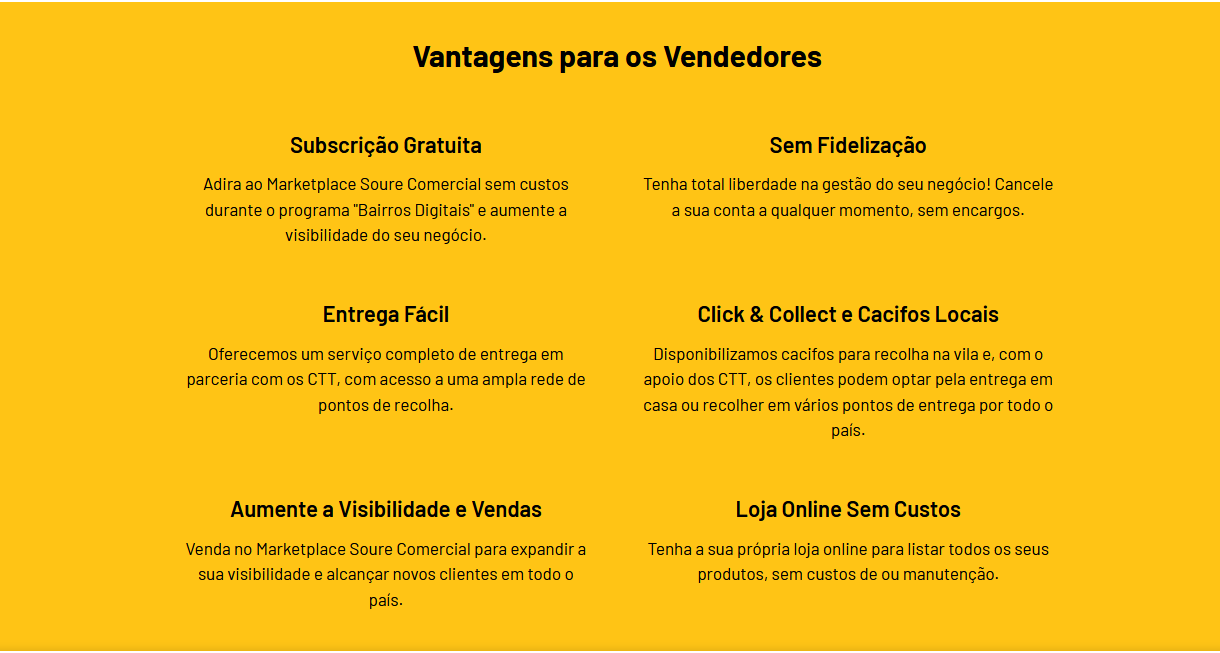 Vantagens para os Vendedores
Subscrição Gratuita
Adira ao Marketplace Soure Comercial sem custos
durante o programa "Bairros Digitais" e aumente a
visibilidade do seu negócio.
Sem Fidelização
Tenha total liberdade na gestão do seu negócio! Cancele
a sua conta a qualquer momento, sem encargos.
Entrega Fácil
Oferecemos um serviço completo de entrega em
parceria com os CTT, com acesso a uma ampla rede de
pontos de recolha.
Click & Collect e Cacifos Locais
Disponibilizamos cacifos para recolha na vila e, com o
apoio dos CTT, os clientes podem optar pela entrega em
casa ou recolher em vários pontos de entrega por todo o
país.
Aumente a Visibilidade e Vendas
Venda no Marketplace Soure Comercial para expandir a
sua visibilidade e alcançar novos clientes em todo o
país.
Loja Online Sem Custos
Tenha a sua própria loja online para listar todos os seus
produtos, sem custos de ou manutenção.